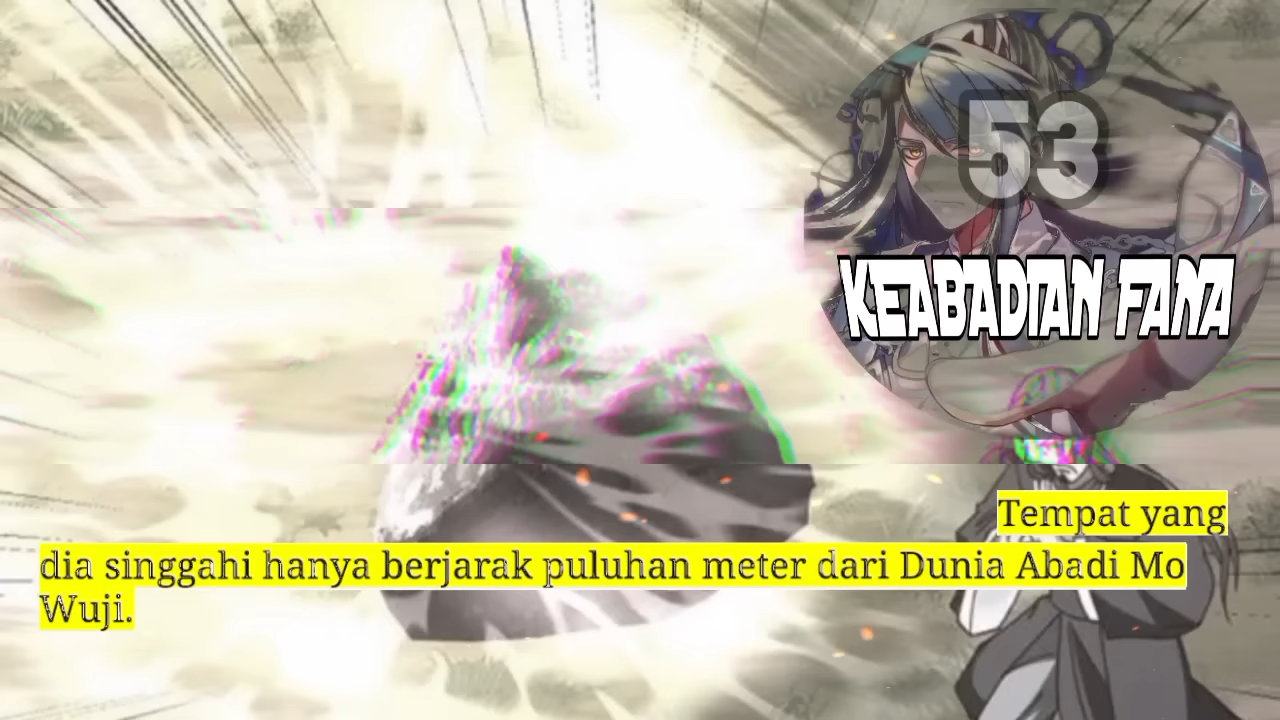 53
KEABADIAN FANA
Tempat yang
dia singgahi hanya berjarak puluhan meter dari Dunia Abadi Mo
Wuji.